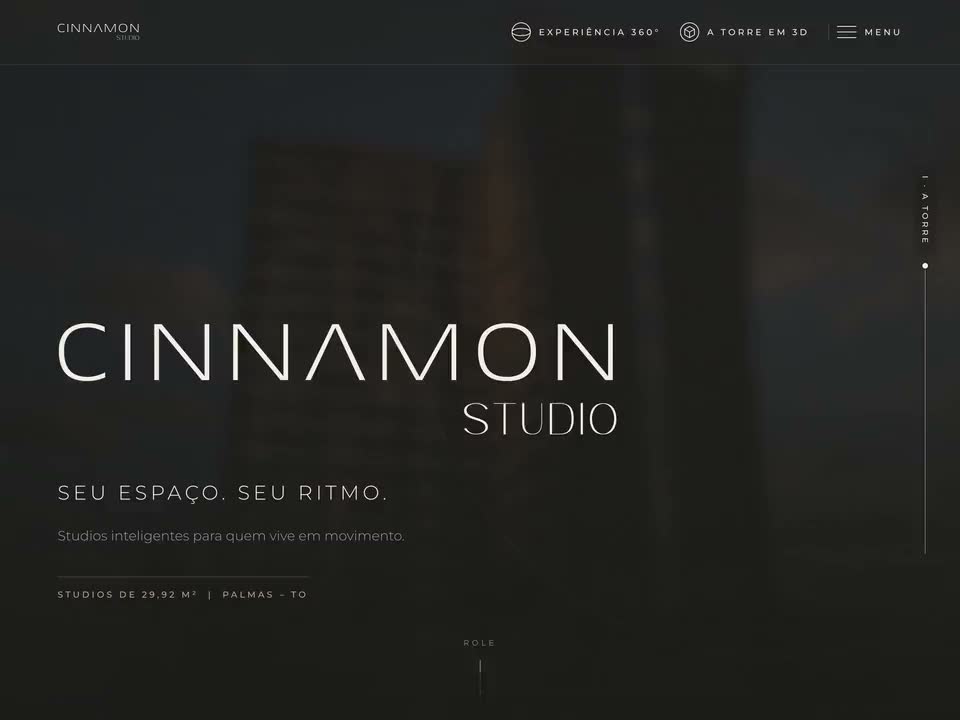 CINNAMON
STUDIO
EXPERIÊNCIA 360°
A TORRE EM 3D
MENU
I · A TORRE
CINNAMON
STUDIO
SEU ESPAÇO. SEU RITMO.
Studios inteligentes para quem vive em movimento.
STUDIOS DE 29,92 M² | PALMAS – TO
ROLE